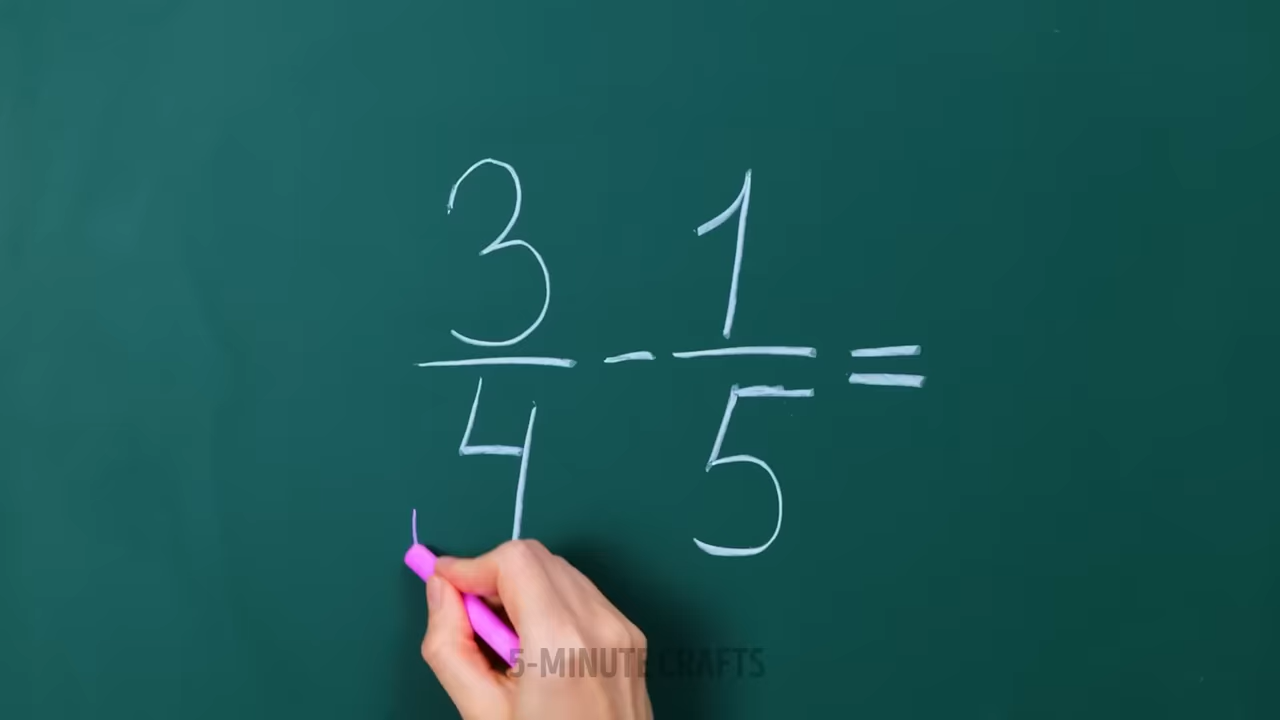 3/4 - 1/5 =
5-MINUTE CRAFTS